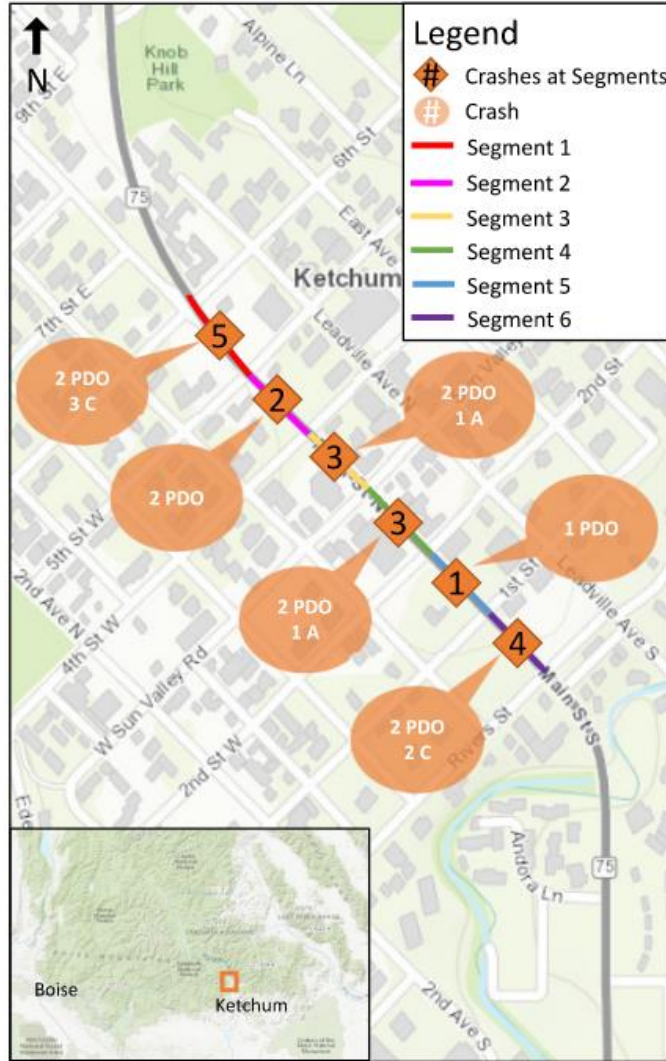 N
Knob
Hill
Park
Alpine Ln
9th St E
6th St
75
East Ave
Ketchum
7th St E
Leadville Ave N
Valley
2nd St
Legend
# Crashes at Segments
# Crash
Segment 1
Segment 2
Segment 3
Segment 4
Segment 5
Segment 6
5
2 PDO
3 C
2
2 PDO
3
2 PDO
1 A
3
2 PDO
1 A
1
1 PDO
4
2 PDO
2 C
5th St W
2nd Ave N
4th St W
W Sun Valley Rd
2nd St W
1st St
Leadville Ave S
Main St S
Rivers St
75
Andora Ln
2nd Ave S
Boise
Ketchum